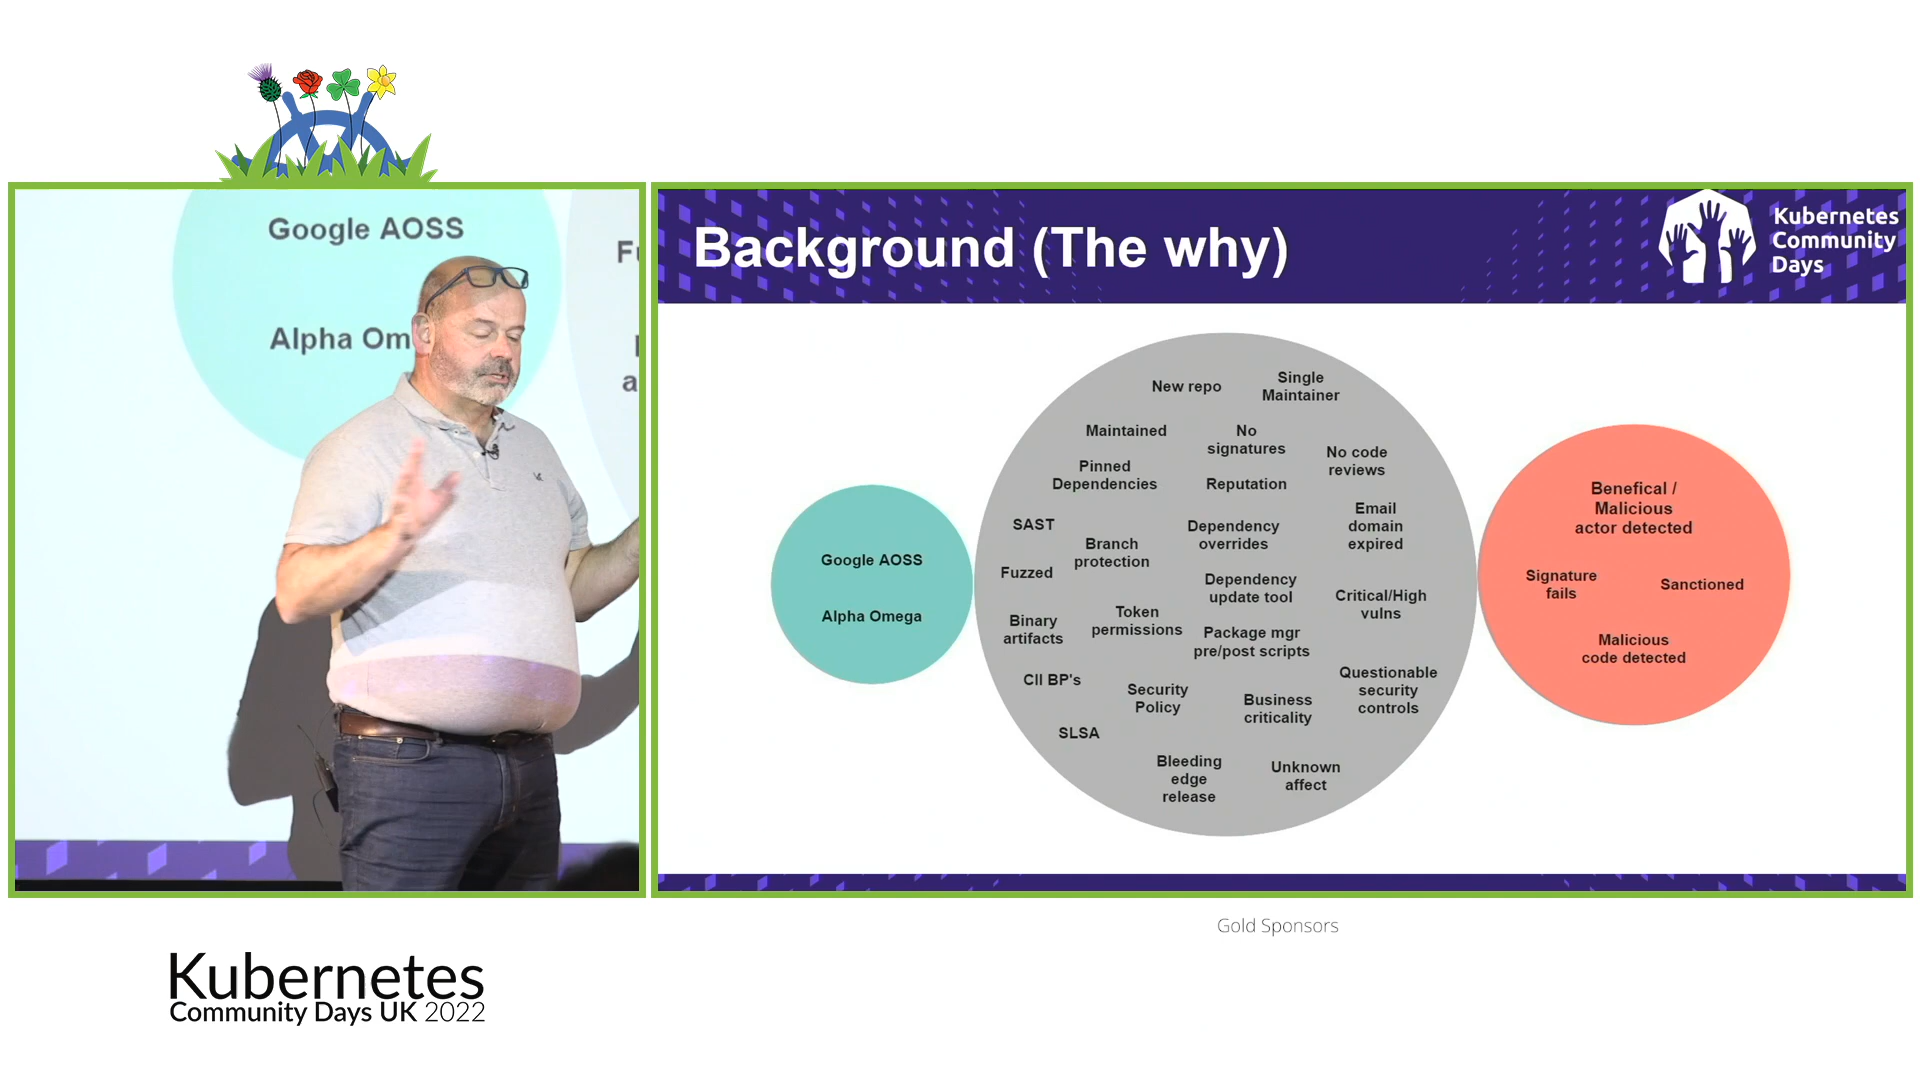 Google AOSS
Alpha Om
Background (The why)
Kubernetes
Community
Days
New repo
Single
Maintainer
Maintained
No
signatures
No code
reviews
Pinned
Dependencies
Reputation
Email
domain
expired
SAST
Dependency
overrides
Branch
protection
Fuzzed
Dependency
update tool
Critical/High
vulns
Binary
artifacts
Token
permissions
Package mgr
pre/post scripts
CII BP's
Security
Policy
Business
criticality
Questionable
security
controls
SLSA
Bleeding
edge
release
Unknown
affect
Google AOSS
Alpha Omega
Benefical /
Malicious
actor detected
Signature
fails
Sanctioned
Malicious
code detected
Gold Sponsors
Kubernetes
Community Days UK 2022